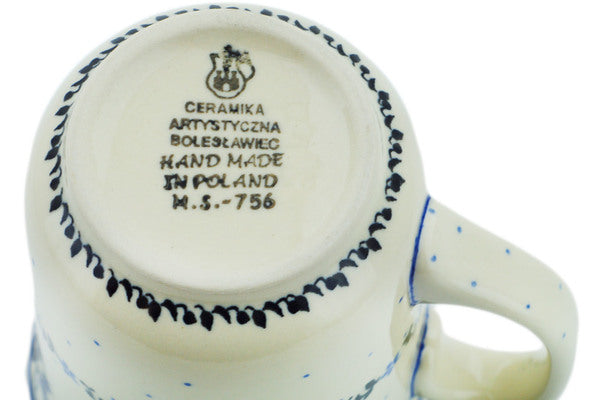 CERAMIKA
ARTYSTYCZNA
BOLESŁAWIEC
HAND MADE
IN POLAND
M.S.-756